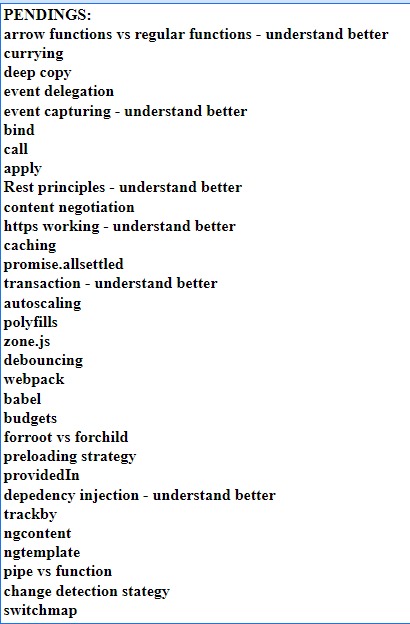 PENDINGS:
arrow functions vs regular functions - understand better
currying
deep copy
event delegation
event capturing - understand better
bind
call
apply
Rest principles - understand better
content negotiation
https working - understand better
caching
promise.allsettled
transaction - understand better
autoscaling
polyfills
zone.js
debouncing
webpack
babel
budgets
forroot vs forchild
preloading strategy
providedIn
depedency injection - understand better
trackby
ngcontent
ngtemplate
pipe vs function
change detection stategy
switchmap